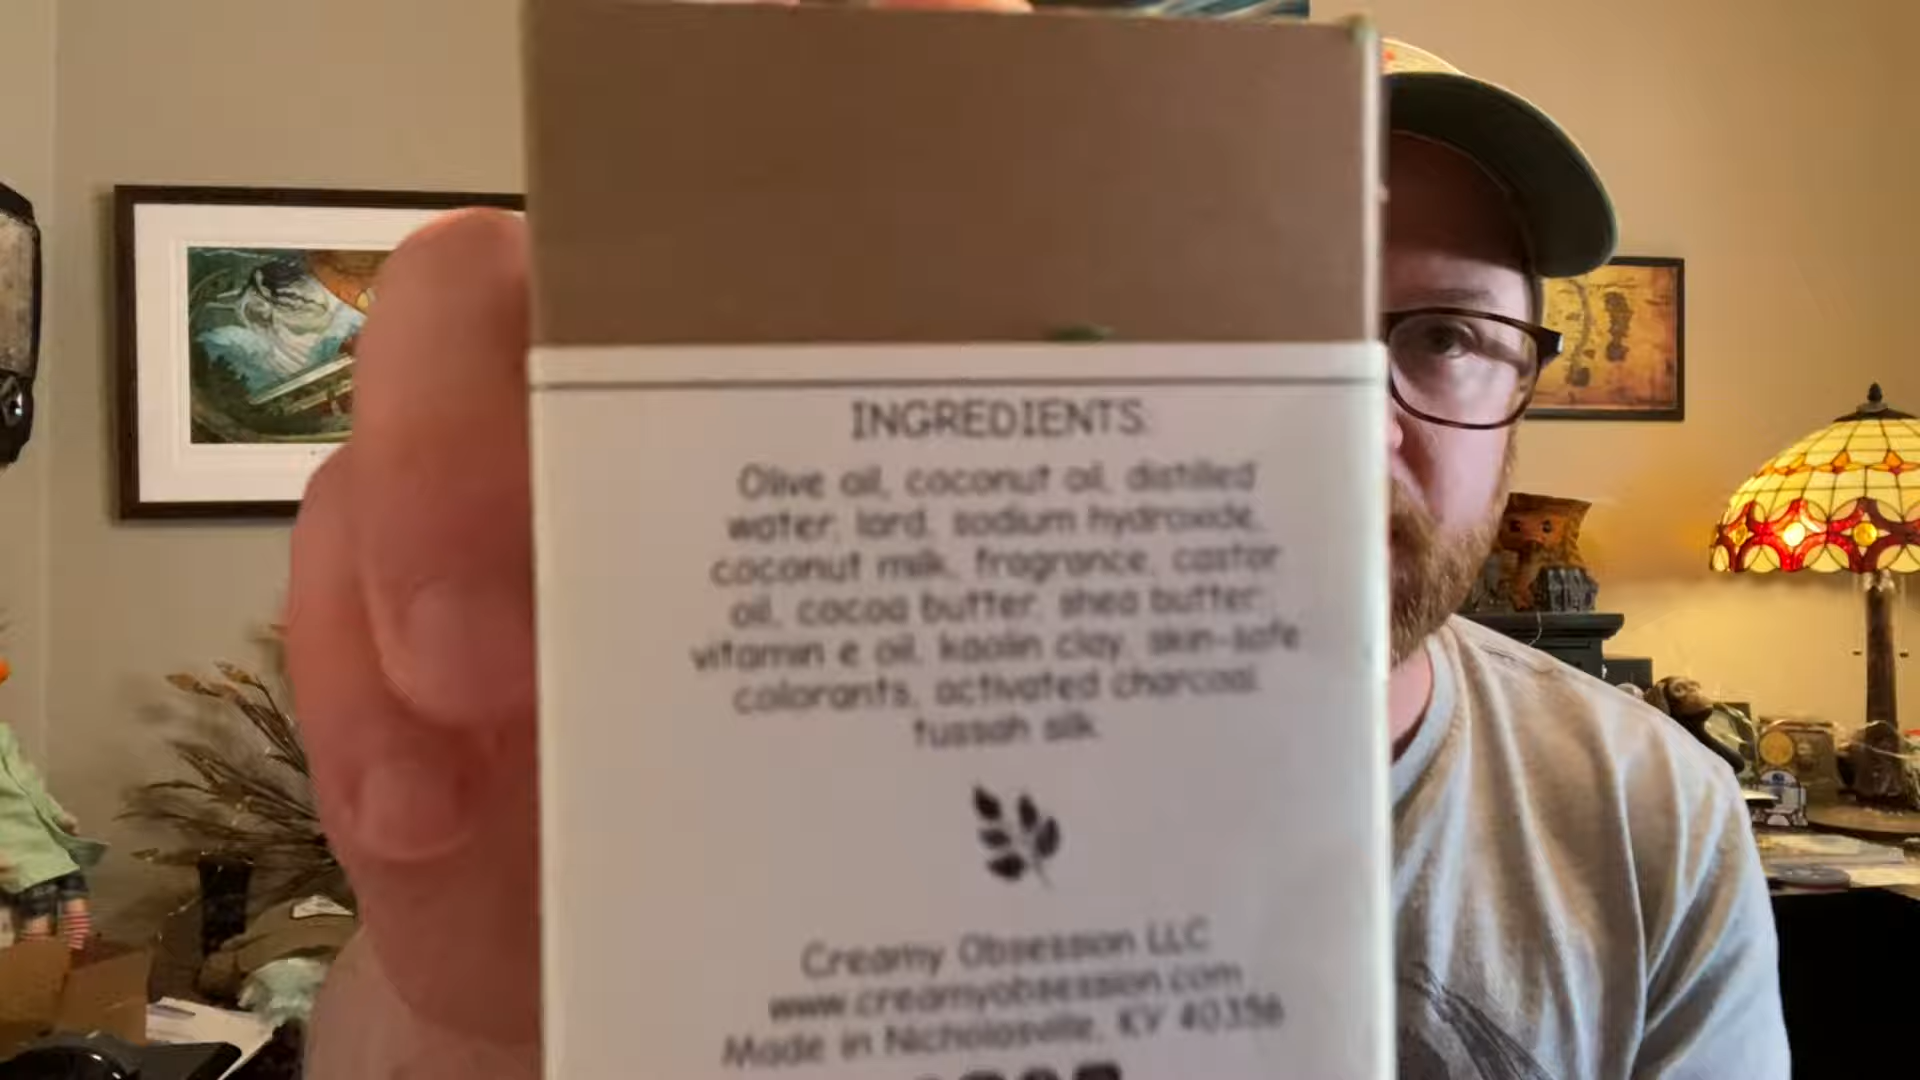 INGREDIENTS:
Olive oil, coconut oil, distilled
water, lard, sodium hydroxide,
coconut milk, fragrance, castor
oil, cocoa butter, shea butter,
vitamin e oil, kaolin clay, skin-safe
colorants, activated charcoal,
tussah silk
Creamy Obsession LLC
www.creamyobsession.com
Made in Nicholasville, KY 40356